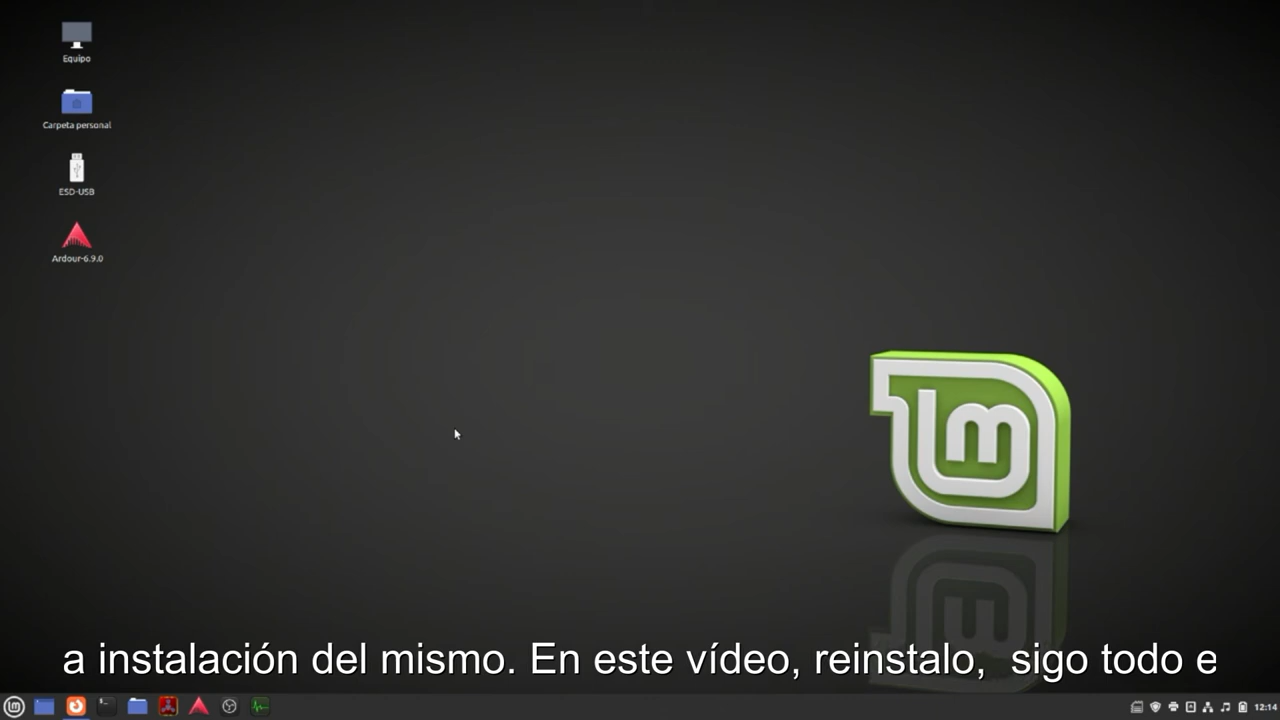 Equipo
Carpeta personal
ESD-USB
Ardour-6.9.0
lm
a instalación del mismo. En este vídeo, reinstalo,  sigo todo e
12:14